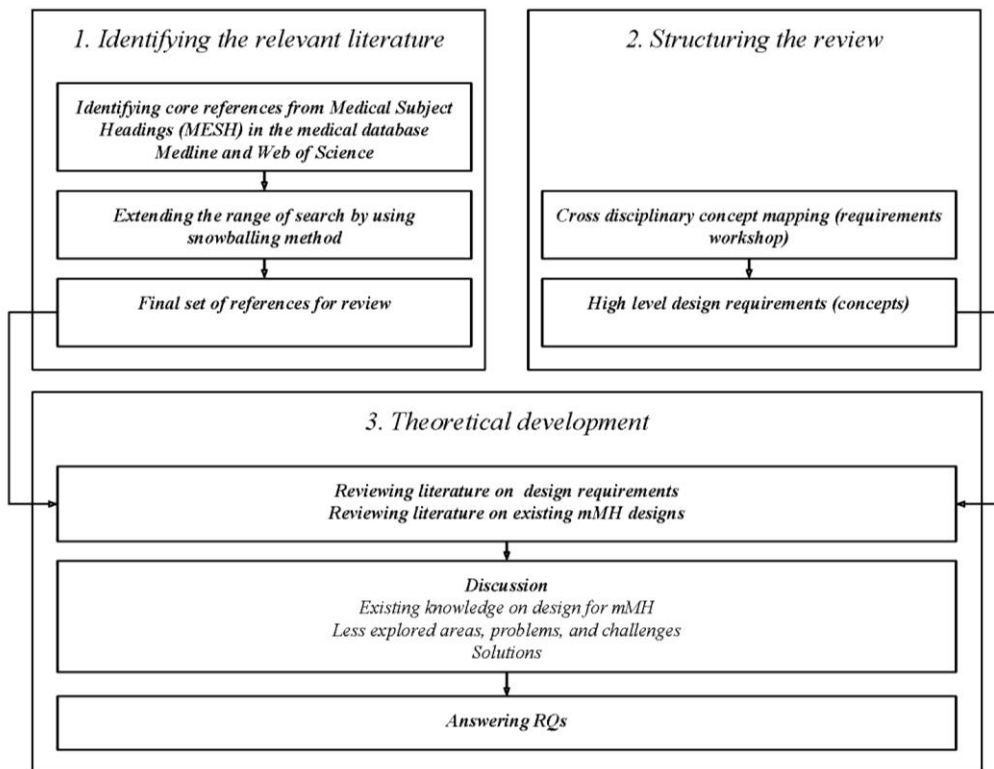 1. Identifying the relevant literature
Identifying core references from Medical Subject
Headings (MESH) in the medical database
Medline and Web of Science
Extending the range of search by using
snowballing method
Final set of references for review
2. Structuring the review
Cross disciplinary concept mapping (requirements
workshop)
High level design requirements (concepts)
3. Theoretical development
Reviewing literature on design requirements
Reviewing literature on existing mMH designs
Discussion
Existing knowledge on design for mMH
Less explored areas, problems, and challenges
Solutions
Answering RQs